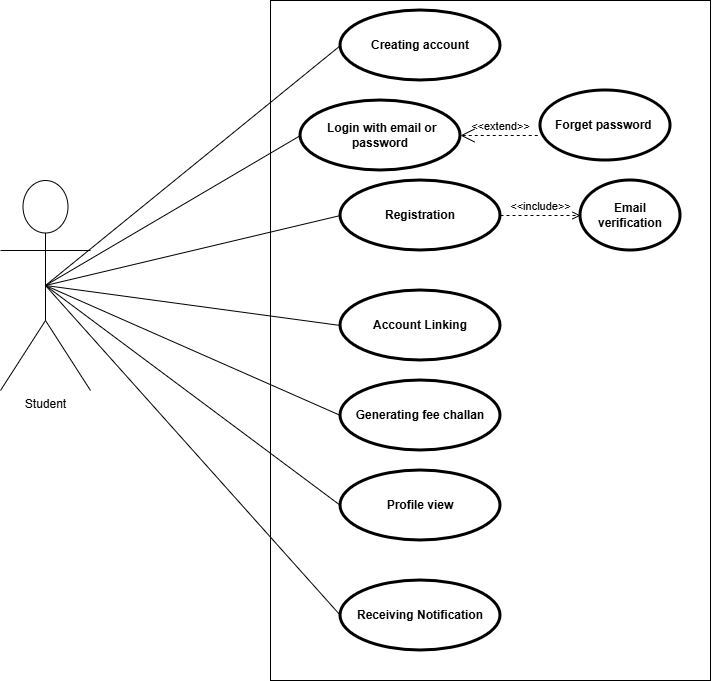 Creating account
Login with email or
password
<<extend>>
Forget password
Registration
<<include>>
Email
verification
Account Linking
Student
Generating fee challan
Profile view
Receiving Notification